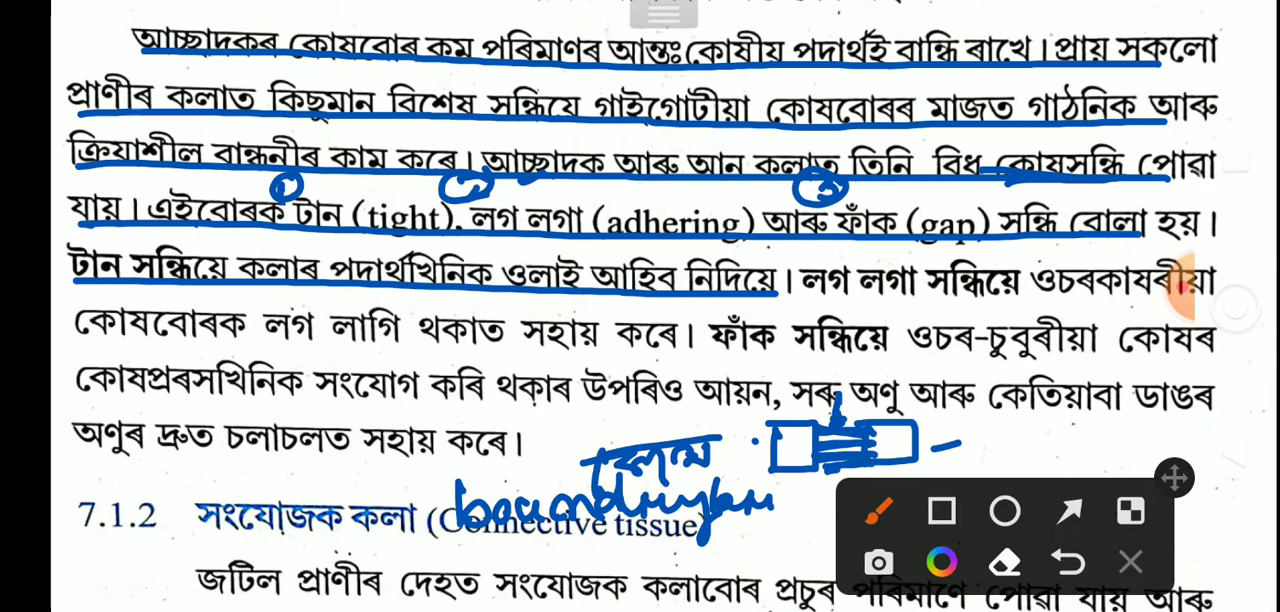 আচ্ছাদকৰ কোষবোৰ কম পৰিমাণৰ আন্তঃকোষীয় পদাৰ্থই বান্ধি ৰাখে। প্ৰায় সকলো
প্ৰাণীৰ কলাত কিছুমান বিশেষ সন্ধিযে গাইগোটীয়া কোষবোৰৰ মাজত গাঠনিক আৰু
ক্ৰিযাশীল বান্ধনীৰ কাম কৰে। আচ্ছাদক আৰু আন কলাত তিনি বিধ কোষসন্ধি পোৱা
যায়। এইবোৰক টান (tight), লগ লগা (adhering) আৰু ফাঁক (gap) সন্ধি বোলা হয়।
টান সন্ধিয়ে কলাৰ পদাৰ্থখিনিক ওলাই আহিব নিদিয়ে। লগ লগা সন্ধিয়ে ওচৰকাষৰীয়া
কোষবোৰক লগ লাগি থকাত সহায় কৰে। ফাঁক সন্ধিয়ে ওচৰ-চুবুৰীয়া কোষৰ
কোষপ্ৰৰসখিনিক সংযোগ কৰি থকাৰ উপৰিও আয়ন, সৰু অণু আৰু কেতিয়াবা ডাঙৰ
অণুৰ দ্ৰুত চলাচলত সহায় কৰে।
7.1.2 সংযোজক কলা (Connective tissue)
জটিল প্ৰাণীৰ দেহত সংযোজক কলাবোৰ প্ৰচুৰ পৰিমাণে পোৱা যায় আৰু